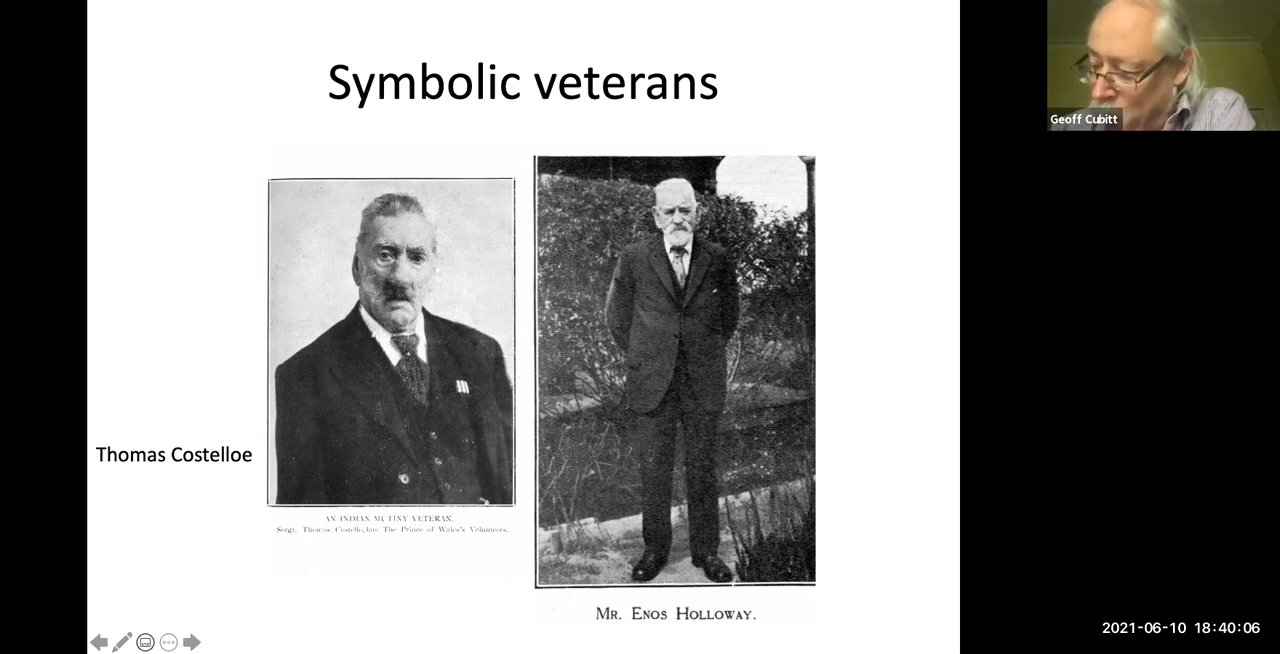 Symbolic veterans
Geoff Cubitt
Thomas Costelloe
AN INDIAN MUTINY VETERAN.
Sergt. Thomas Costello, late The Prince of Wales's Volunteers.
MR. ENOS HOLLOWAY.
2021-06-10 18:40:06